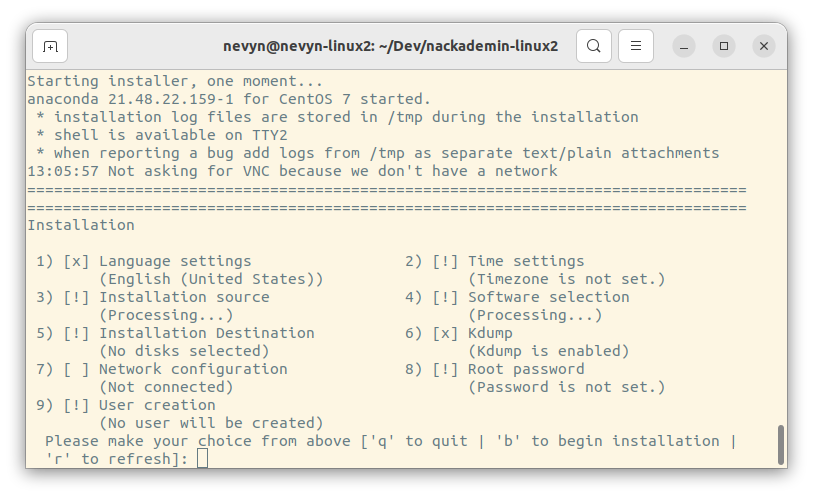 nevyn@nevyn-linux2: ~/Dev/nackademin-linux2
Starting installer, one moment...
anaconda 21.48.22.159-1 for CentOS 7 started.
 * installation log files are stored in /tmp during the installation
 * shell is available on TTY2
 * when reporting a bug add logs from /tmp as separate text/plain attachments
13:05:57 Not asking for VNC because we don't have a network
================================================================================
================================================================================
Installation
 1) [x] Language settings                 2) [!] Time settings
        (English (United States))                (Timezone is not set.)
 3) [!] Installation source               4) [!] Software selection
        (Processing...)                          (Processing...)
 5) [!] Installation Destination          6) [x] Kdump
        (No disks selected)                      (Kdump is enabled)
 7) [ ] Network configuration             8) [!] Root password
        (Not connected)                          (Password is not set.)
 9) [!] User creation
        (No user will be created)
  Please make your choice from above ['q' to quit | 'b' to begin installation |
  'r' to refresh]: